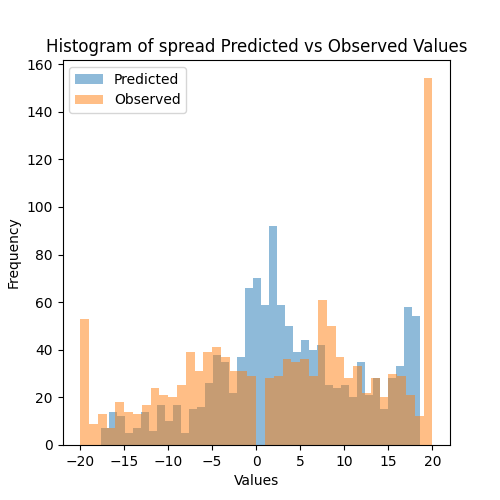 Histogram of spread Predicted vs Observed Values
Predicted
Observed
160
140
120
100
80
60
40
20
0
Frequency
−20 −15 −10 −5 0 5 10 15 20
Values